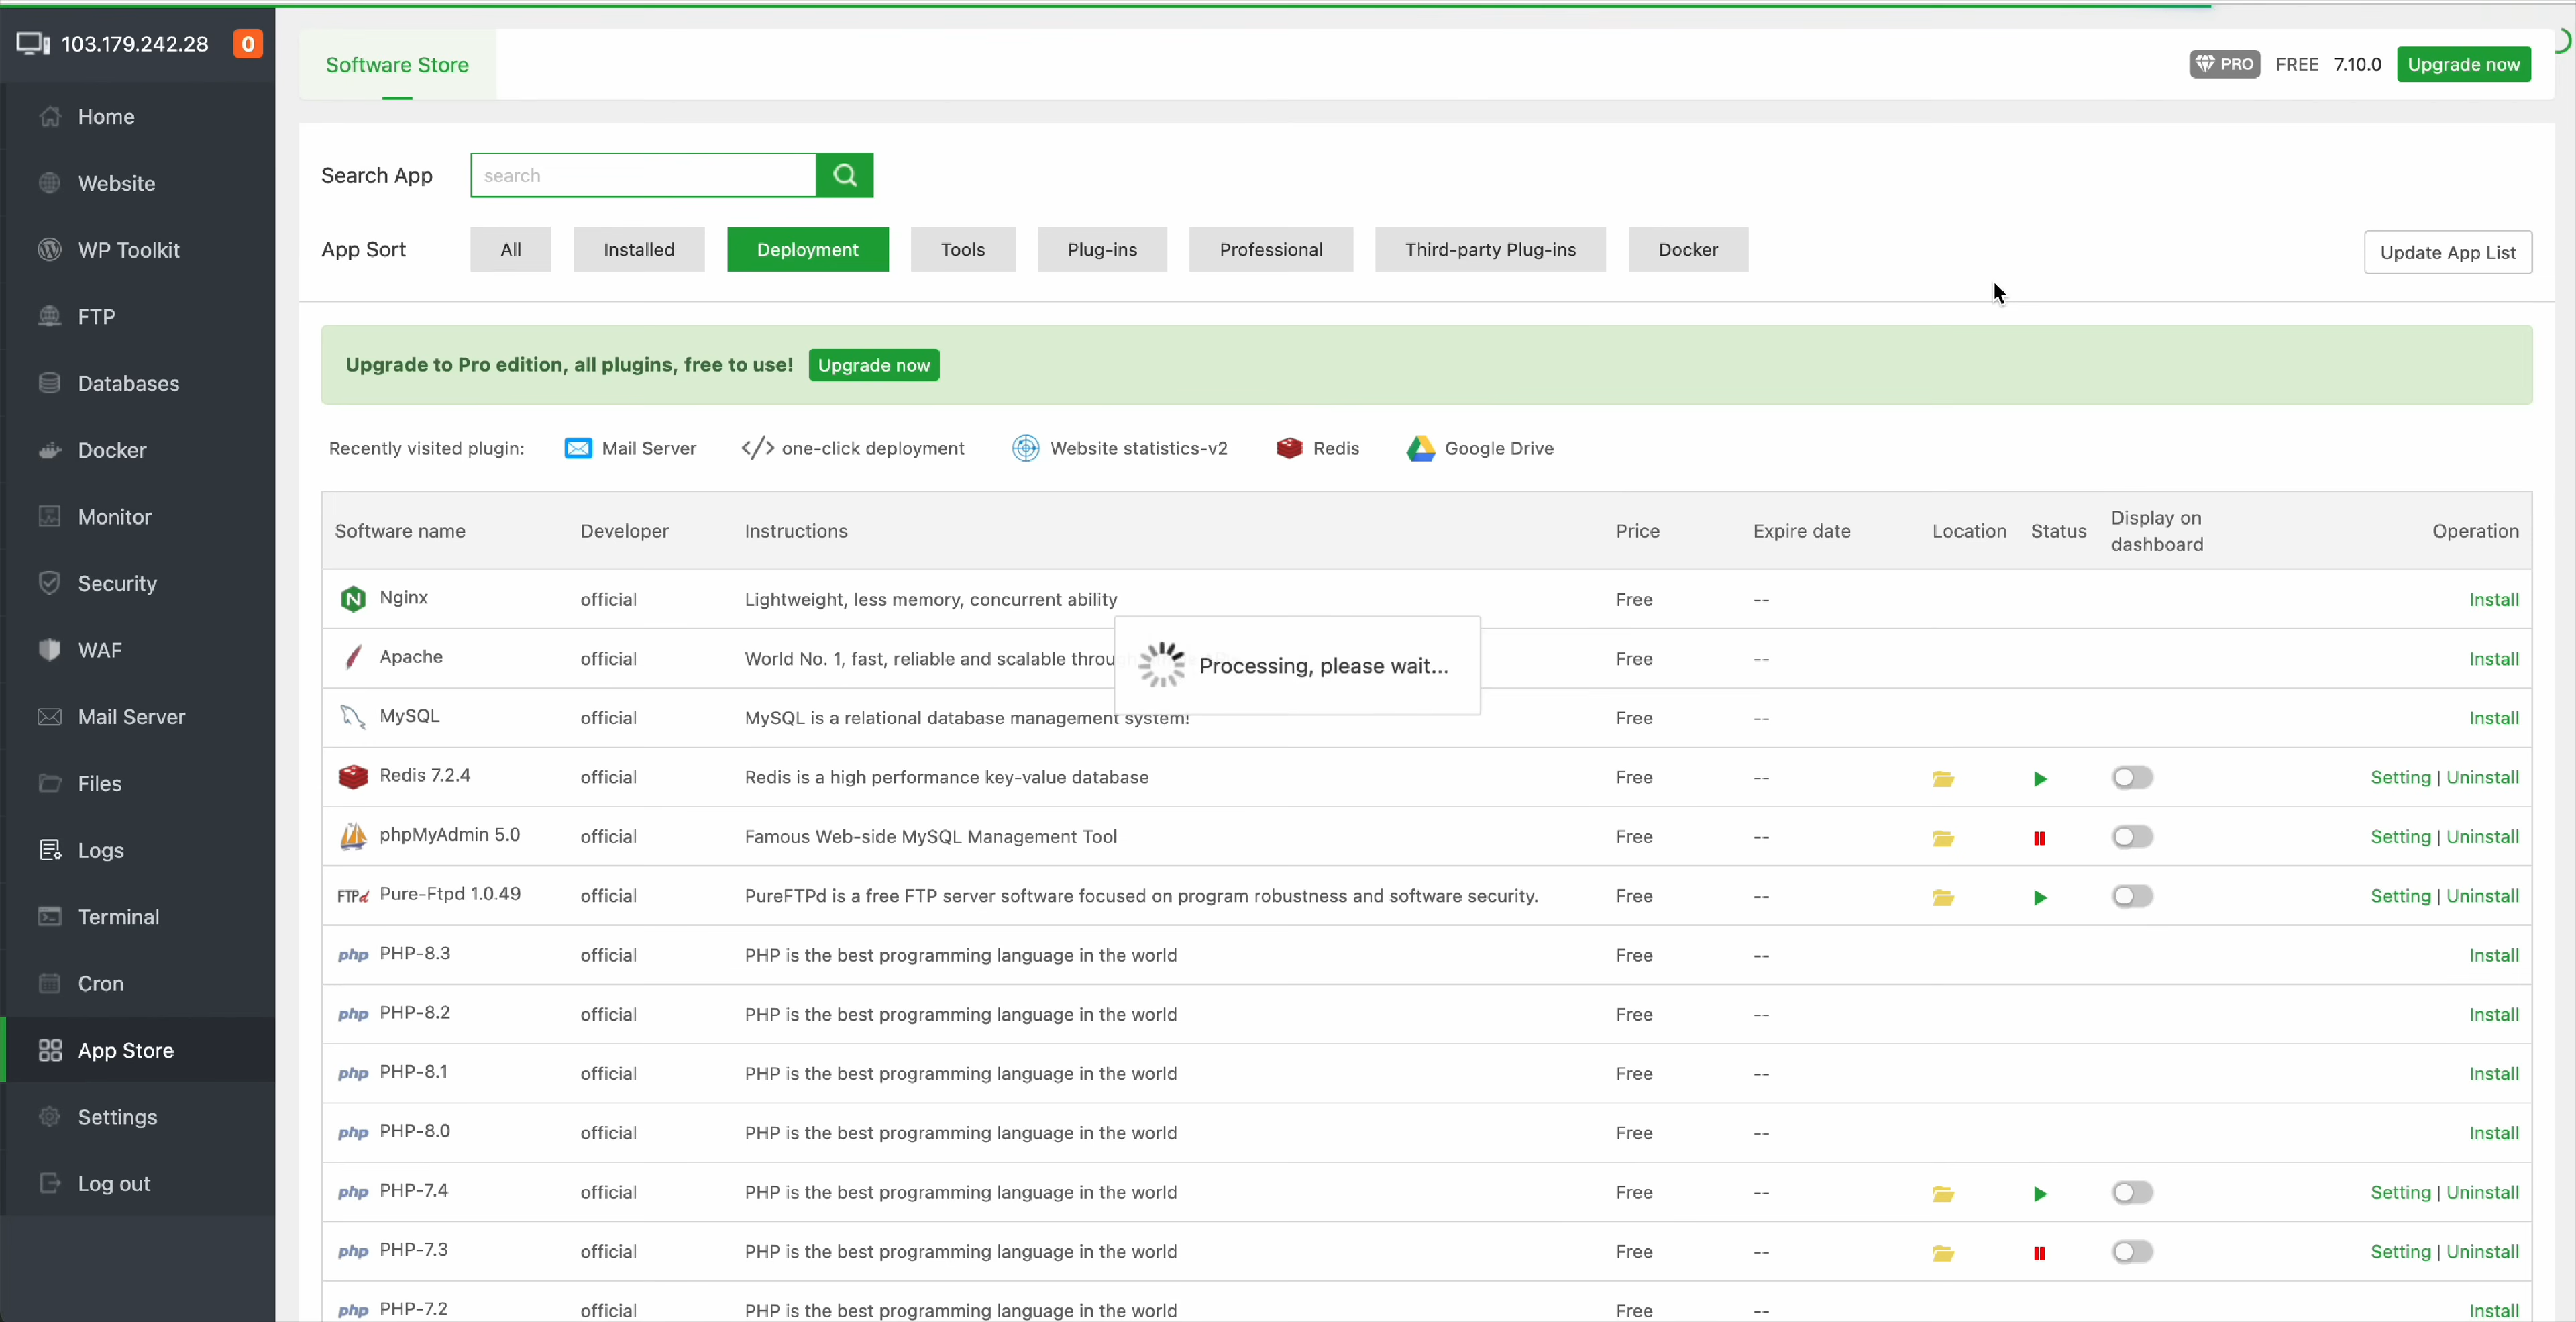 103.179.242.28 0
Home
Website
WP Toolkit
FTP
Databases
Docker
Monitor
Security
WAF
Mail Server
Files
Logs
Terminal
Cron
App Store
Settings
Log out
Software Store
PRO FREE 7.10.0 Upgrade now
Search App search
App Sort All Installed Deployment Tools Plug-ins Professional Third-party Plug-ins Docker Update App List
Upgrade to Pro edition, all plugins, free to use! Upgrade now
Recently visited plugin: Mail Server one-click deployment Website statistics-v2 Redis Google Drive
Software name Developer Instructions Price Expire date Location Status Display on dashboard Operation
Nginx official Lightweight, less memory, concurrent ability Free -- Install
Apache official World No. 1, fast, reliable and scalable Free -- Install
Processing, please wait...
MySQL official MySQL is a relational database management system! Free -- Install
Redis 7.2.4 official Redis is a high performance key-value database Free -- Setting | Uninstall
phpMyAdmin 5.0 official Famous Web-side MySQL Management Tool Free -- Setting | Uninstall
FTPd Pure-Ftpd 1.0.49 official PureFTPd is a free FTP server software focused on program robustness and software security. Free -- Setting | Uninstall
php PHP-8.3 official PHP is the best programming language in the world Free -- Install
php PHP-8.2 official PHP is the best programming language in the world Free -- Install
php PHP-8.1 official PHP is the best programming language in the world Free -- Install
php PHP-8.0 official PHP is the best programming language in the world Free -- Install
php PHP-7.4 official PHP is the best programming language in the world Free -- Setting | Uninstall
php PHP-7.3 official PHP is the best programming language in the world Free -- Setting | Uninstall
php PHP-7.2 official PHP is the best programming language in the world Free -- Install